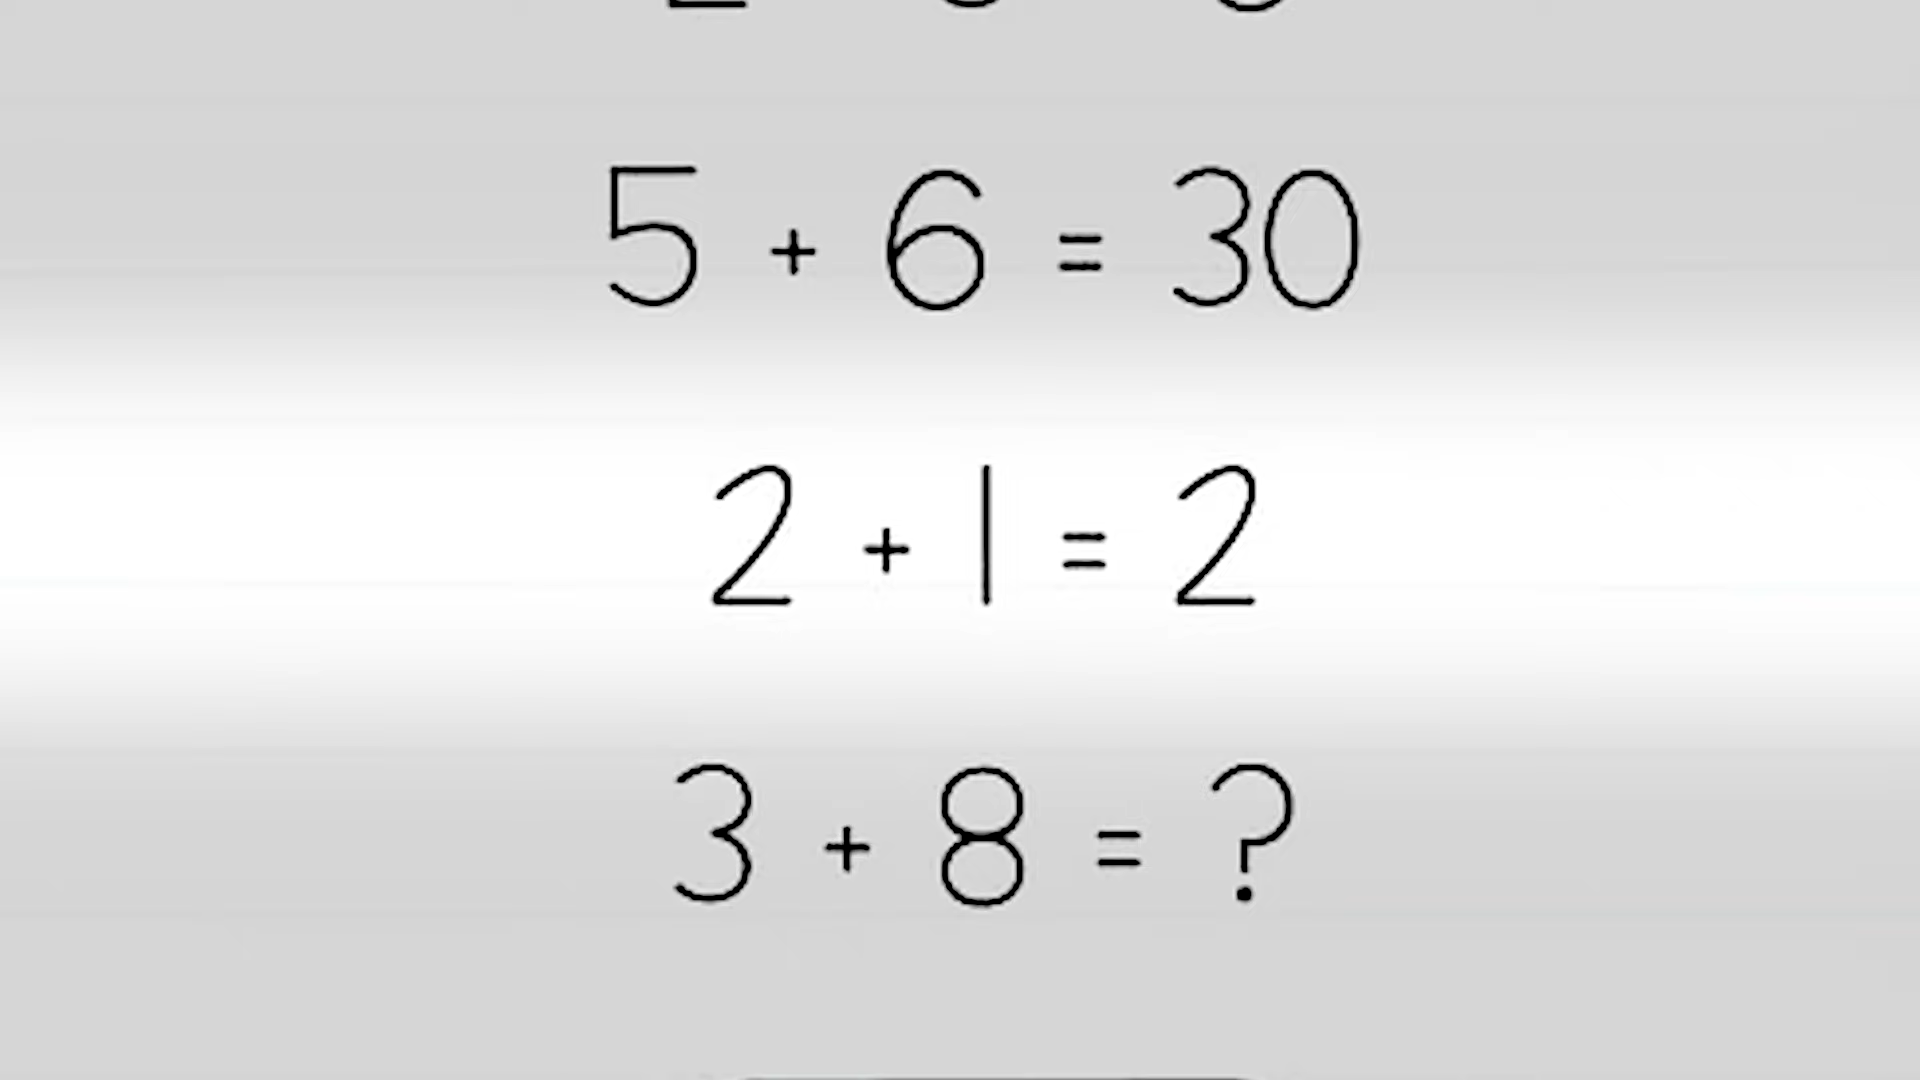 5 + 6 = 30
2 + 1 = 2
3 + 8 = ?